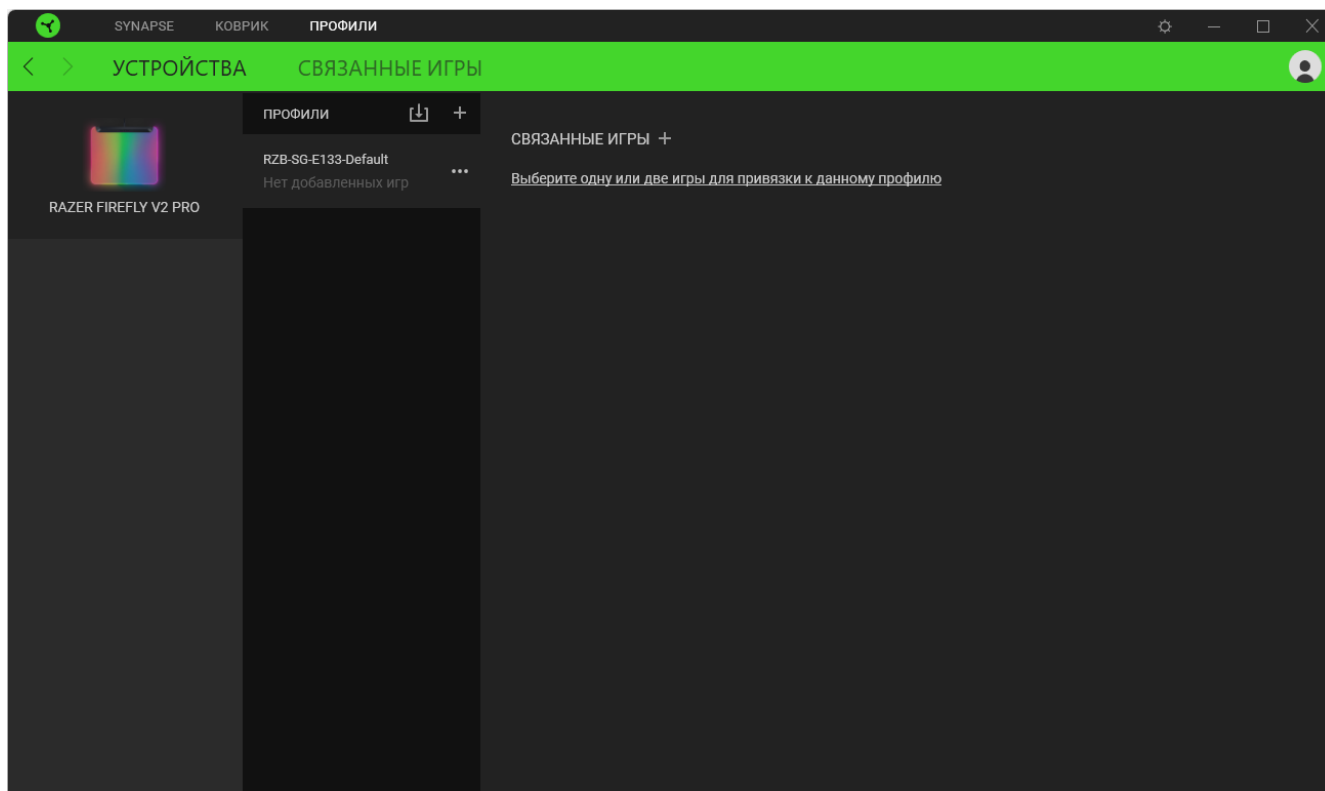 SYNAPSE КОВРИК ПРОФИЛИ
УСТРОЙСТВА СВЯЗАННЫЕ ИГРЫ
RAZER FIREFLY V2 PRO
ПРОФИЛИ
RZB-SG-E133-Default
Нет добавленных игр
СВЯЗАННЫЕ ИГРЫ
Выберите одну или две игры для привязки к данному профилю